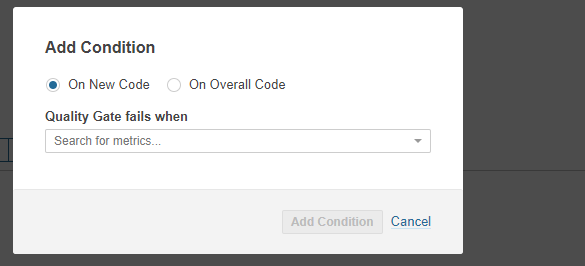 Add Condition
On New Code On Overall Code
Quality Gate fails when
Search for metrics...
Add Condition Cancel